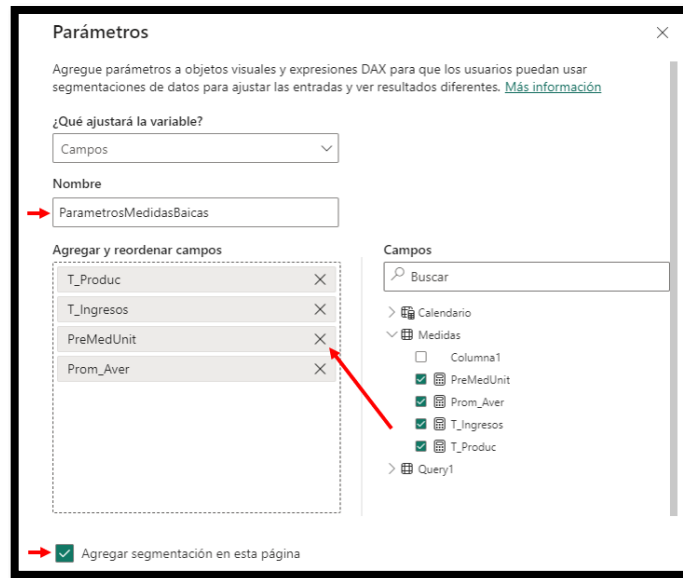 Parámetros
Agregue parámetros a objetos visuales y expresiones DAX para que los usuarios puedan usar
segmentaciones de datos para ajustar las entradas y ver resultados diferentes. Más información
¿Qué ajustará la variable?
Campos
Nombre
ParametrosMedidasBaicas
Agregar y reordenar campos
T_Produc
T_Ingresos
PreMedUnit
Prom_Aver
Campos
Buscar
Calendario
Medidas
Columna1
PreMedUnit
Prom_Aver
T_Ingresos
T_Produc
Query1
Agregar segmentación en esta página